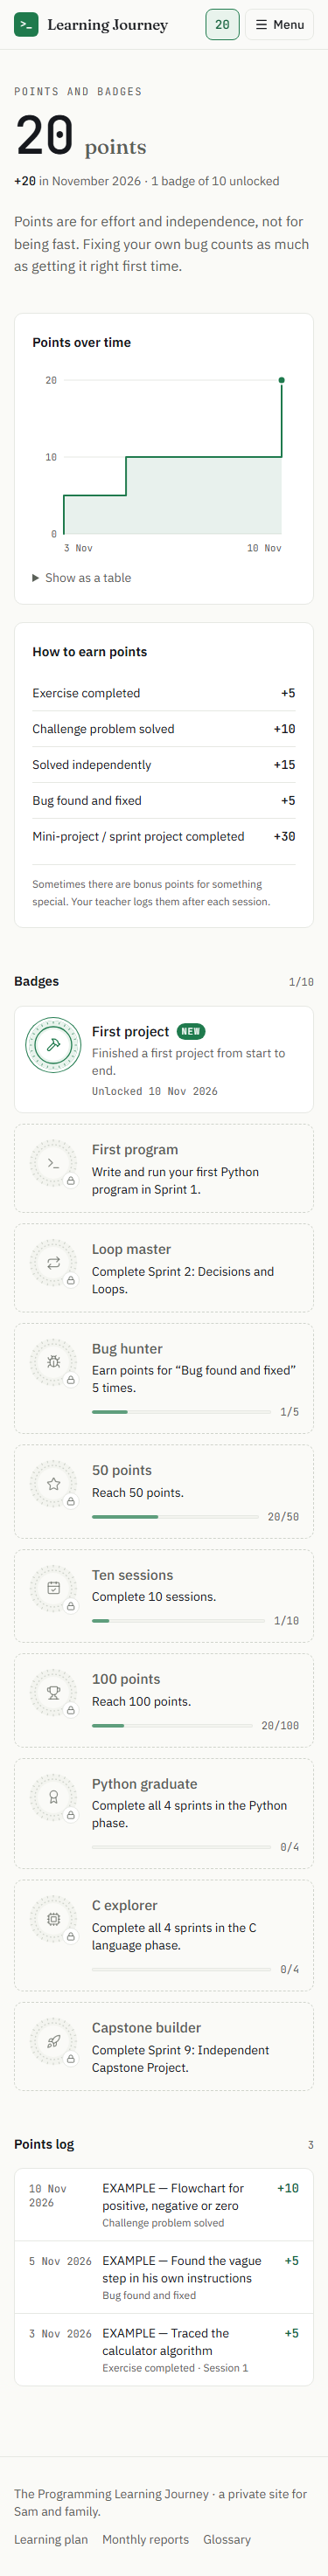 >_ Learning Journey 20 Menu
POINTS AND BADGES
20 points
+20 in November 2026 · 1 badge of 10 unlocked
Points are for effort and independence, not for
being fast. Fixing your own bug counts as much
as getting it right first time.
Points over time
20
10
0
3 Nov 10 Nov
Show as a table
How to earn points
Exercise completed +5
Challenge problem solved +10
Solved independently +15
Bug found and fixed +5
Mini-project / sprint project completed +30
Sometimes there are bonus points for something
special. Your teacher logs them after each session.
Badges 1/10
First project NEW
Finished a first project from start to
end.
Unlocked 10 Nov 2026
First program
Write and run your first Python
program in Sprint 1.
Loop master
Complete Sprint 2: Decisions and
Loops.
Bug hunter
Earn points for “Bug found and fixed”
5 times.
1/5
50 points
Reach 50 points.
20/50
Ten sessions
Complete 10 sessions.
1/10
100 points
Reach 100 points.
20/100
Python graduate
Complete all 4 sprints in the Python
phase.
0/4
C explorer
Complete all 4 sprints in the C
language phase.
0/4
Capstone builder
Complete Sprint 9: Independent
Capstone Project.
Points log 3
10 Nov 2026 EXAMPLE — Flowchart for +10
positive, negative or zero
Challenge problem solved
5 Nov 2026 EXAMPLE — Found the vague +5
step in his own instructions
Bug found and fixed
3 Nov 2026 EXAMPLE — Traced the +5
calculator algorithm
Exercise completed · Session 1
The Programming Learning Journey · a private site for
Sam and family.
Learning plan Monthly reports Glossary